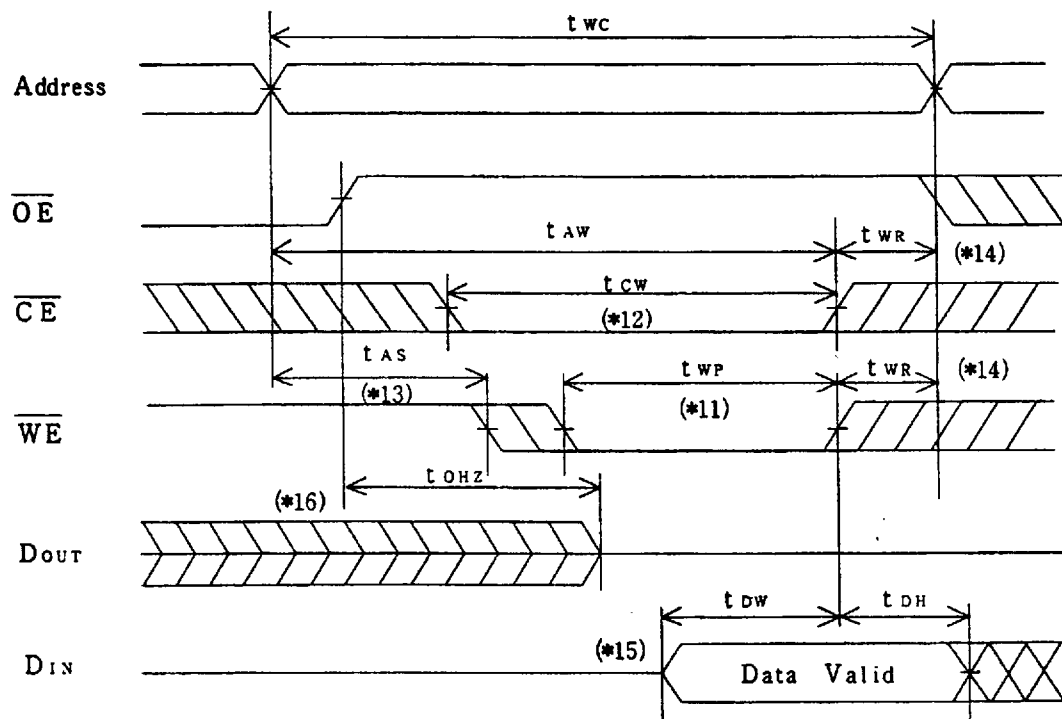 t WC
Address
OE
t AW
t WR
(*14)
CE
t CW
(*12)
t AS
(*13)
t WP
(*11)
t WR
(*14)
WE
t OHZ
(*16)
DOUT
t DW
t DH
(*15)
DIN
Data Valid